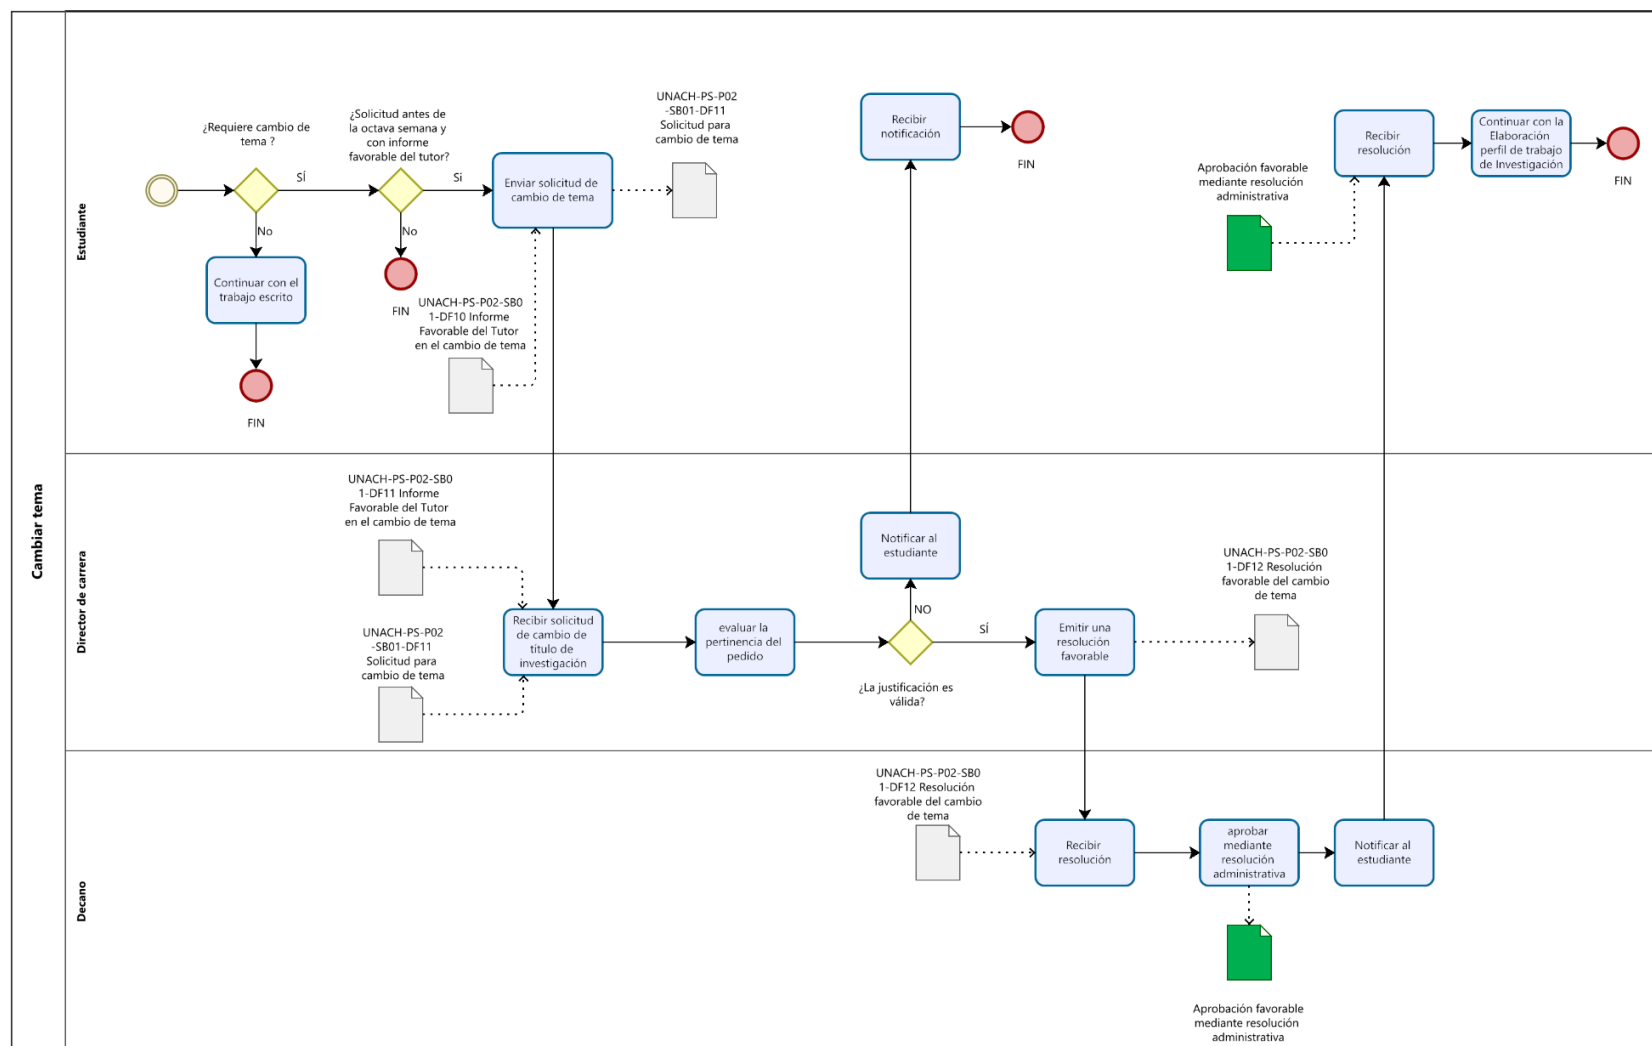 Cambiar tema
Estudiante
¿Requiere cambio de
tema ?
SÍ
No
Continuar con el
trabajo escrito
FIN
¿Solicitud antes de
la octava semana y
con informe
favorable del tutor?
Si
No
FIN
Enviar solicitud de
cambio de tema
UNACH-PS-P02
-SB01-DF11
Solicitud para
cambio de tema
UNACH-PS-P02-SB0
1-DF10 Informe
Favorable del Tutor
en el cambio de tema
Recibir
notificación
FIN
Aprobación favorable
mediante resolución
administrativa
Recibir
resolución
Continuar con la
Elaboración
perfil de trabajo
de Investigación
FIN
Director de carrera
UNACH-PS-P02-SB0
1-DF11 Informe
Favorable del Tutor
en el cambio de tema
UNACH-PS-P02
-SB01-DF11
Solicitud para
cambio de tema
Recibir solicitud
de cambio de
título de
investigación
evaluar la
pertinencia del
pedido
Notificar al
estudiante
NO
SÍ
¿La justificación es
válida?
Emitir una
resolución
favorable
UNACH-PS-P02-SB0
1-DF12 Resolución
favorable del cambio
de tema
Decano
UNACH-PS-P02-SB0
1-DF12 Resolución
favorable del cambio
de tema
Recibir
resolución
aprobar
mediante
resolución
administrativa
Notificar al
estudiante
Aprobación favorable
mediante resolución
administrativa